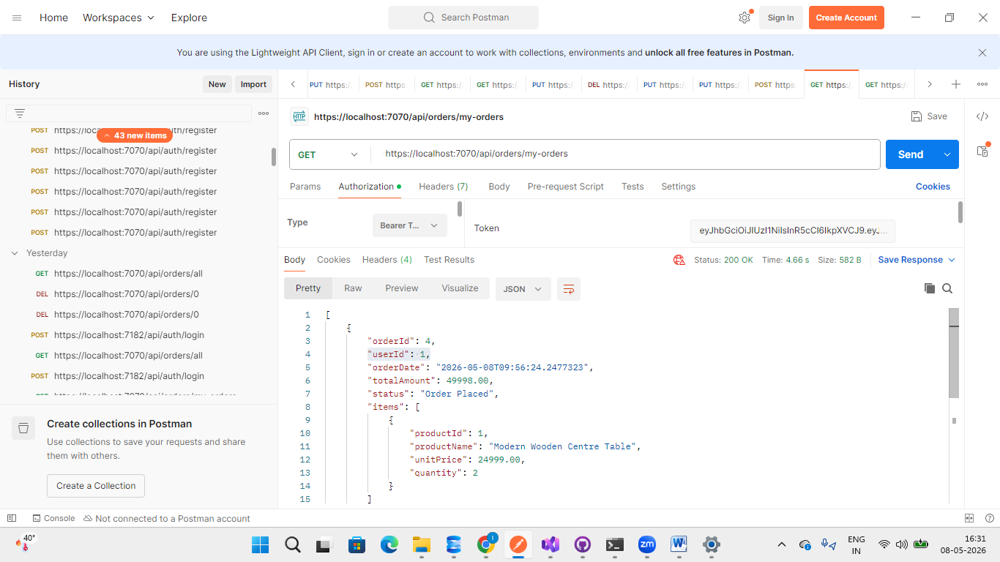 Home Workspaces Explore Search Postman Sign In Create Account
You are using the Lightweight API Client, sign in or create an account to work with collections, environments and unlock all free features in Postman.
History New Import
PUT https:/ POST https: GET https:/ GET https:/ PUT https:/ DEL https:/ PUT https:/ PUT https:/ POST https: GET https:/ GET https:/
HTTP https://localhost:7070/api/orders/my-orders Save
43 new items
POST https://localhost:7070/api/auth/register
POST https://localhost:7070/api/auth/register
POST https://localhost:7070/api/auth/register
POST https://localhost:7070/api/auth/register
POST https://localhost:7070/api/auth/register
Yesterday
GET https://localhost:7070/api/orders/all
DEL https://localhost:7070/api/orders/0
DEL https://localhost:7070/api/orders/0
POST https://localhost:7182/api/auth/login
GET https://localhost:7070/api/orders/all
POST https://localhost:7182/api/auth/login
Create collections in Postman
Use collections to save your requests and share
them with others.
Create a Collection
GET https://localhost:7070/api/orders/my-orders Send
Params Authorization Headers (7) Body Pre-request Script Tests Settings Cookies
Type Bearer T... Token
Body Cookies Headers (4) Test Results Status: 200 OK Time: 4.66 s Size: 582 B Save Response
Pretty Raw Preview Visualize JSON
1 [
2 {
3 "orderId": 4,
4 "userId": 1,
5 "orderDate": "2026-05-08T09:56:24.2477323",
6 "totalAmount": 49998.00,
7 "status": "Order Placed",
8 "items": [
9 {
10 "productId": 1,
11 "productName": "Modern Wooden Centre Table",
12 "unitPrice": 24999.00,
13 "quantity": 2
14 }
15 ]
Console Not connected to a Postman account
40° 1 zm ENG 16:31
IN 08-05-2026